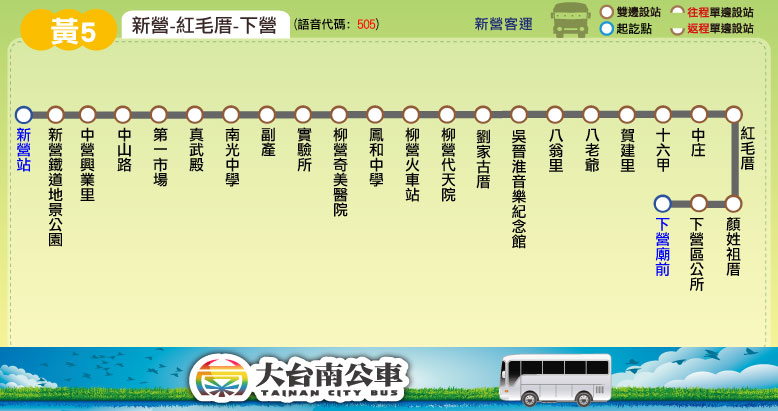 黃5
新營-紅毛厝-下營
(語音代碼: 505)
新營客運
雙邊設站
往程單邊設站
起訖點
返程單邊設站
新營站
新營鐵道地景公園
中營興業里
中山路
第一市場
真武殿
南光中學
副產
實驗所
柳營奇美醫院
鳳和中學
柳營火車站
柳營代天院
劉家古厝
吳晉淮音樂紀念館
八翁里
八老爺
賀建里
十六甲
中庄
紅毛厝
顏姓祖厝
下營區公所
下營廟前
大台南公車
TAINAN CITY BUS